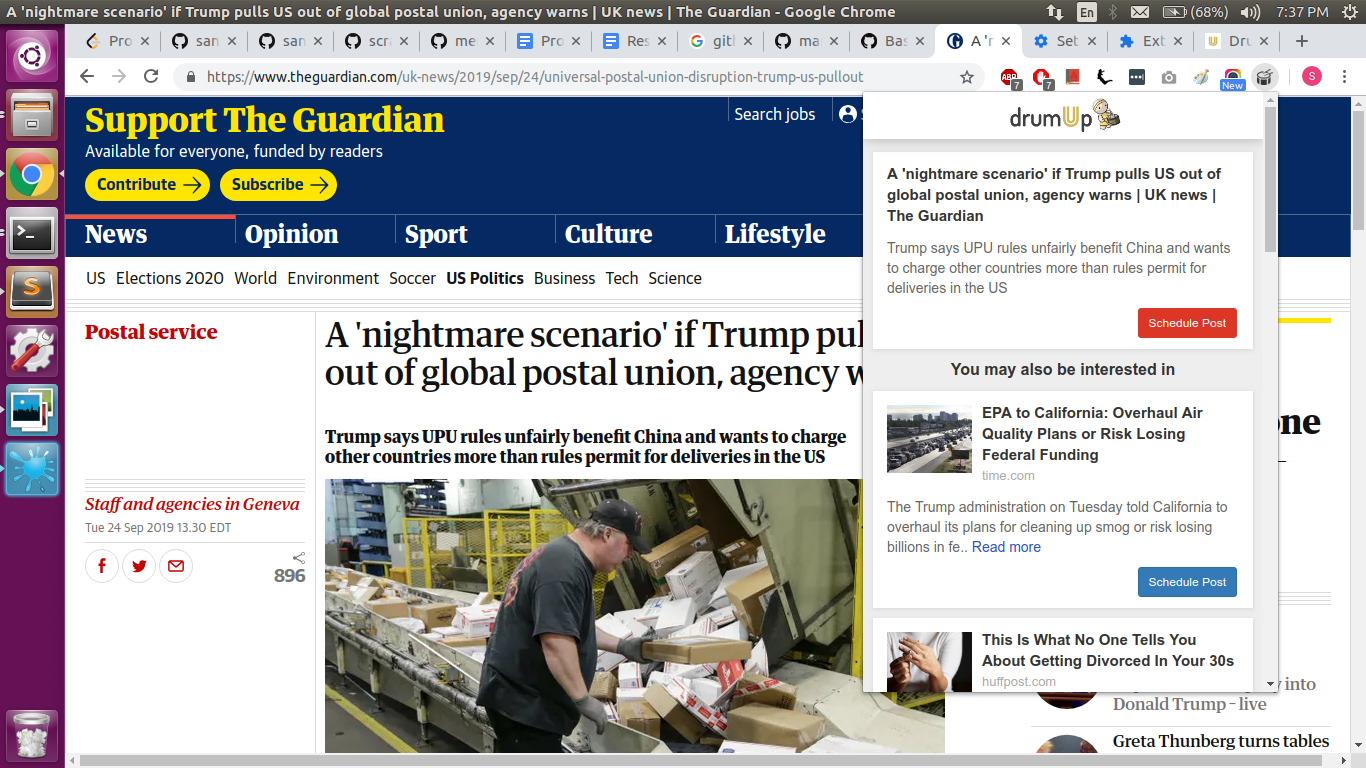 A 'nightmare scenario' if Trump pulls US out of global postal union, agency warns | UK news | The Guardian - Google Chrome
En
(68%)
7:37 PM
Pro
san
san
scr
me
Pro
Res
gitl
ma
Bas
A 'n
Set
Ext
Dru
https://www.theguardian.com/uk-news/2019/sep/24/universal-postal-union-disruption-trump-us-pullout
ABP
7
7
New
S
Support The Guardian
Available for everyone, funded by readers
Contribute
Subscribe
Search jobs
News
Opinion
Sport
Culture
Lifestyle
US
Elections 2020
World
Environment
Soccer
US Politics
Business
Tech
Science
Postal service
A 'nightmare scenario' if Trump pul
out of global postal union, agency w
Trump says UPU rules unfairly benefit China and wants to charge
other countries more than rules permit for deliveries in the US
Staff and agencies in Geneva
Tue 24 Sep 2019 13.30 EDT
896
drumUp
A 'nightmare scenario' if Trump pulls US out of
global postal union, agency warns | UK news |
The Guardian
Trump says UPU rules unfairly benefit China and wants
to charge other countries more than rules permit for
deliveries in the US
Schedule Post
You may also be interested in
EPA to California: Overhaul Air
Quality Plans or Risk Losing
Federal Funding
time.com
The Trump administration on Tuesday told California to
overhaul its plans for cleaning up smog or risk losing
billions in fe.. Read more
Schedule Post
This Is What No One Tells You
About Getting Divorced In Your 30s
huffpost.com
ne
into
Donald Trump – live
Greta Thunberg turns tables